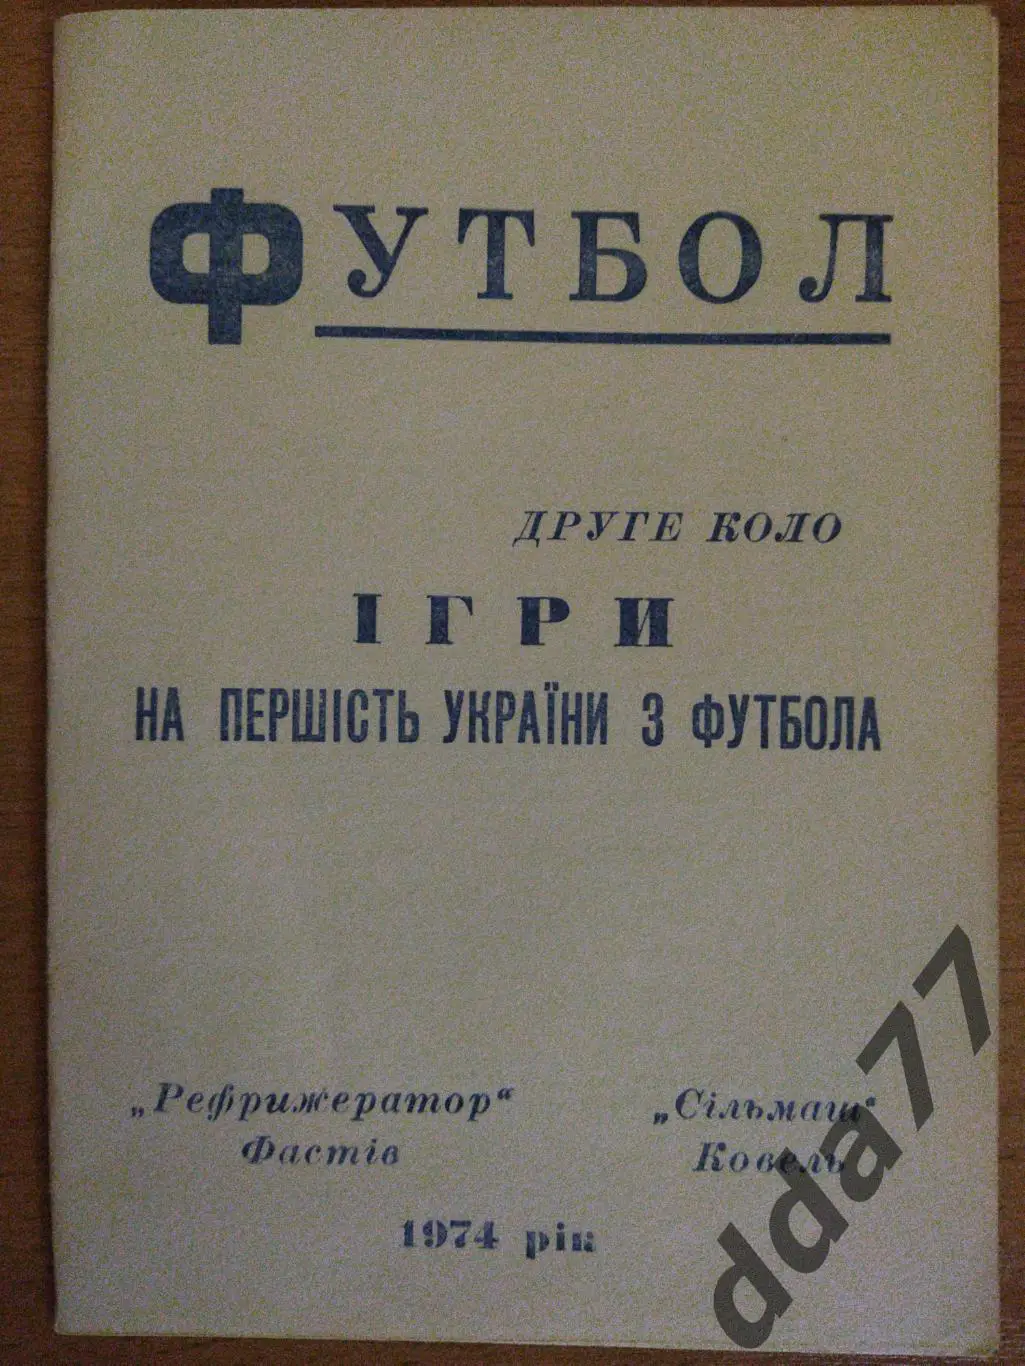 ФУТБОЛ
ДРУГЕ КОЛО
ІГРИ
НА ПЕРШІСТЬ УКРАЇНИ З ФУТБОЛА
„Рефрижератор“ „Сільмаш“
Фастів Ковель
1974 рік
dda77